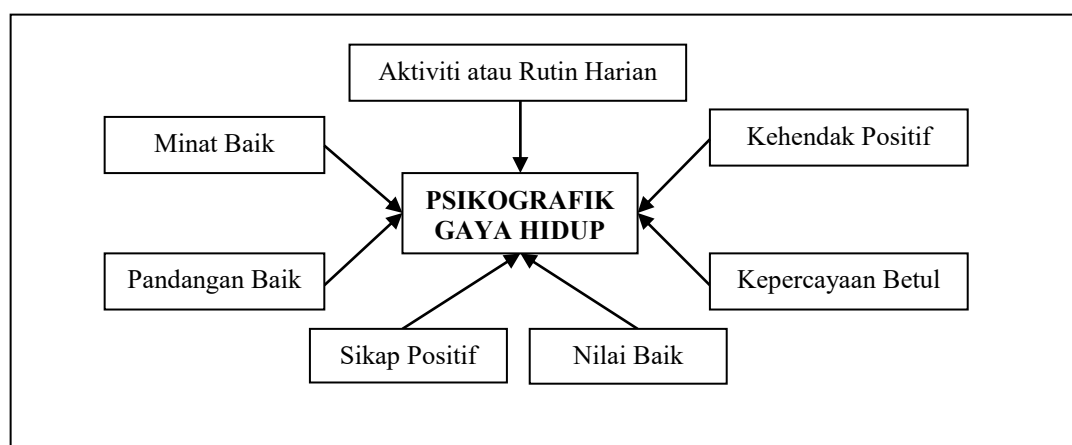 Aktiviti atau Rutin Harian
Minat Baik
Kehendak Positif
PSIKOGRAFIK
GAYA HIDUP
Pandangan Baik
Kepercayaan Betul
Sikap Positif
Nilai Baik